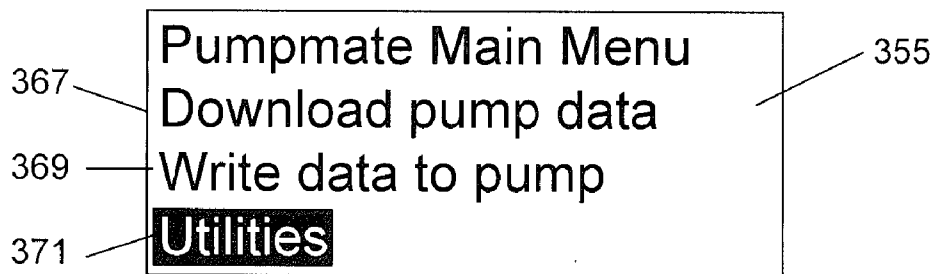 Pumpmate Main Menu
355
367
Download pump data
369
Write data to pump
371
Utilities